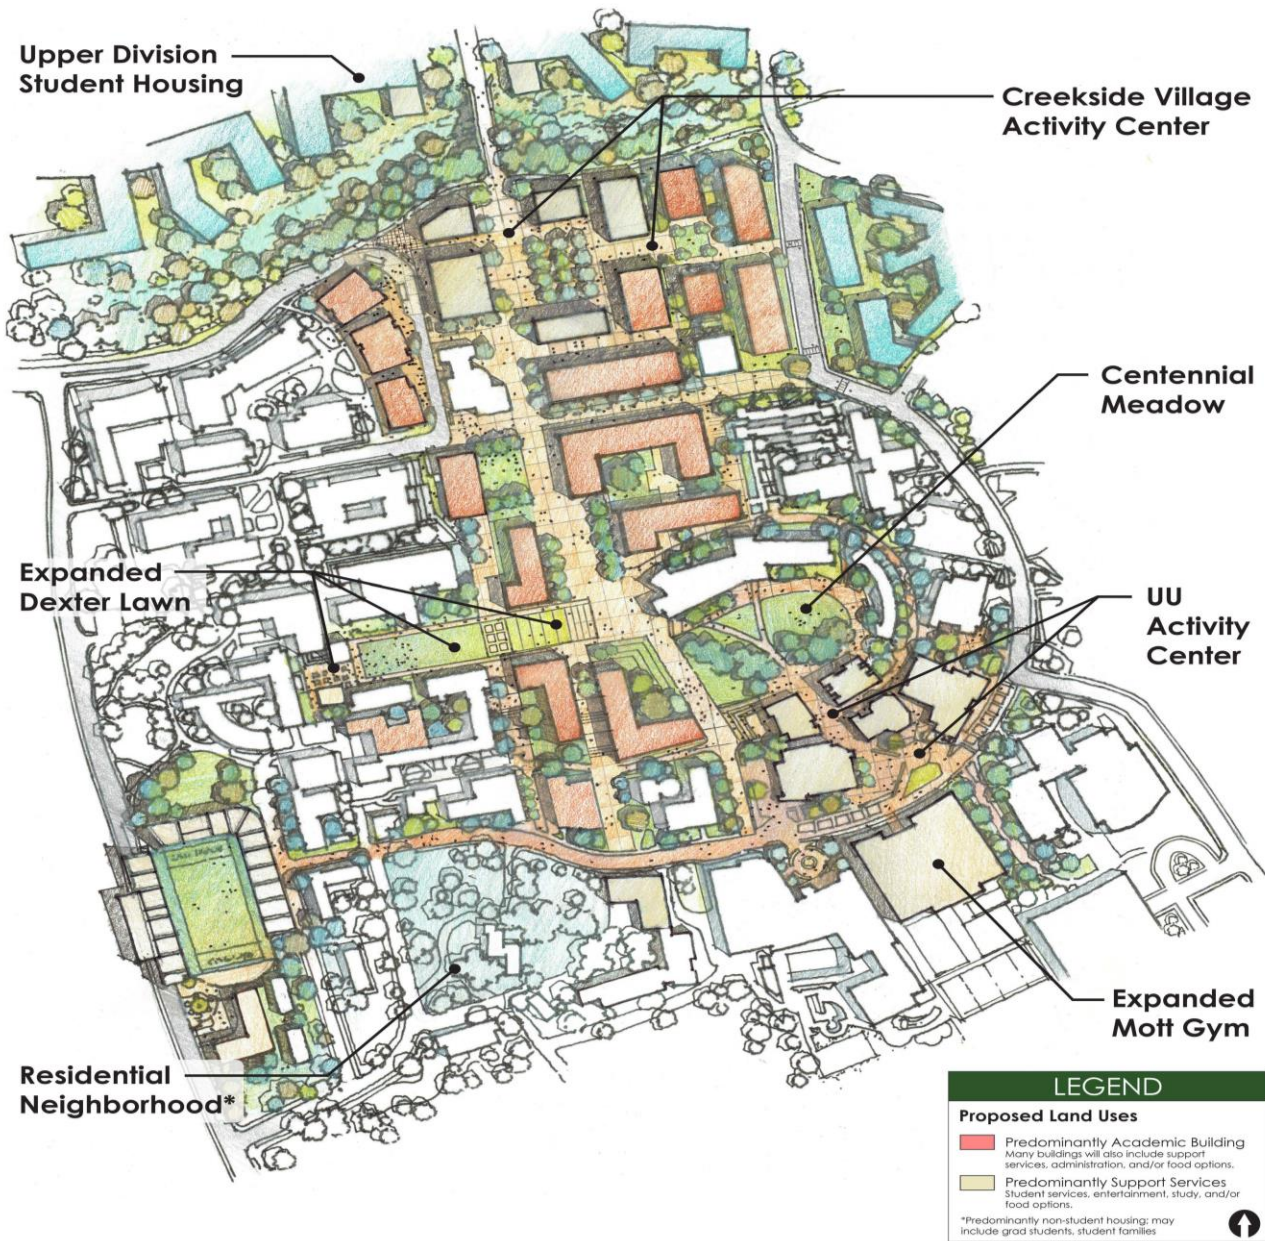 Upper Division
Student Housing
Creekside Village
Activity Center
Centennial
Meadow
Expanded
Dexter Lawn
UU
Activity
Center
Expanded
Mott Gym
Residential
Neighborhood*
LEGEND
Proposed Land Uses
Predominantly Academic Building
Many buildings will also include support
services, administration, and/or food options.
Predominantly Support Services
Student services, entertainment, study, and/or
food options.
*Predominantly non-student housing; may
include grad students, student families